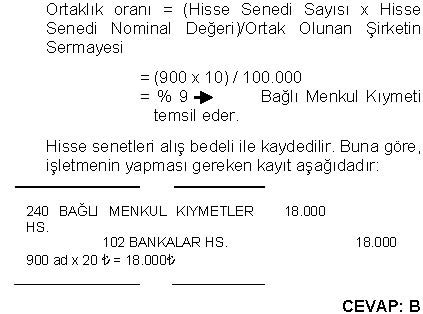 Ortaklık oranı = (Hisse Senedi Sayısı x Hisse
Senedi Nominal Değeri)/Ortak Olunan Şirketin
Sermayesi
= (900 x 10) / 100.000
= % 9 → Bağlı Menkul Kıymeti
temsil eder.
Hisse senetleri alış bedeli ile kaydedilir. Buna göre,
işletmenin yapması gereken kayıt aşağıdadır:
240 BAĞLI MENKUL KIYMETLER 18.000
HS.
102 BANKALAR HS. 18.000
900 ad x 20 ₺ = 18.000₺
CEVAP: B